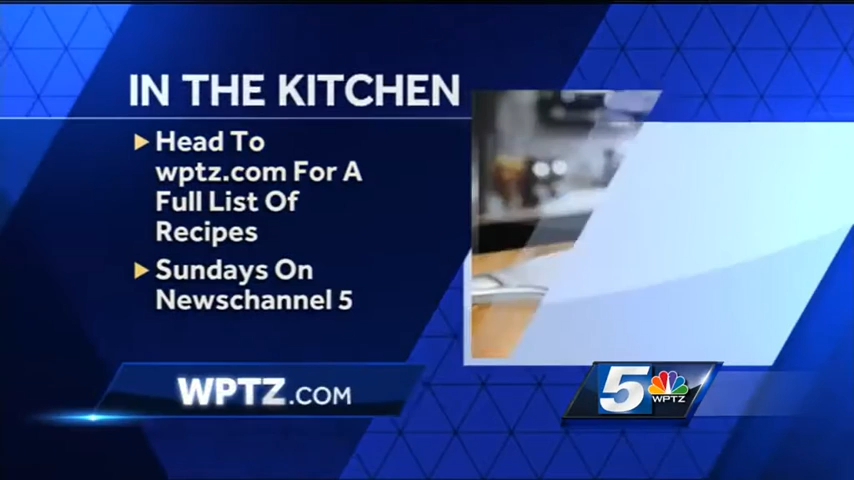 IN THE KITCHEN
Head To
wptz.com For A
Full List Of
Recipes
Sundays On
Newschannel 5
WPTZ.COM
5
WPTZ